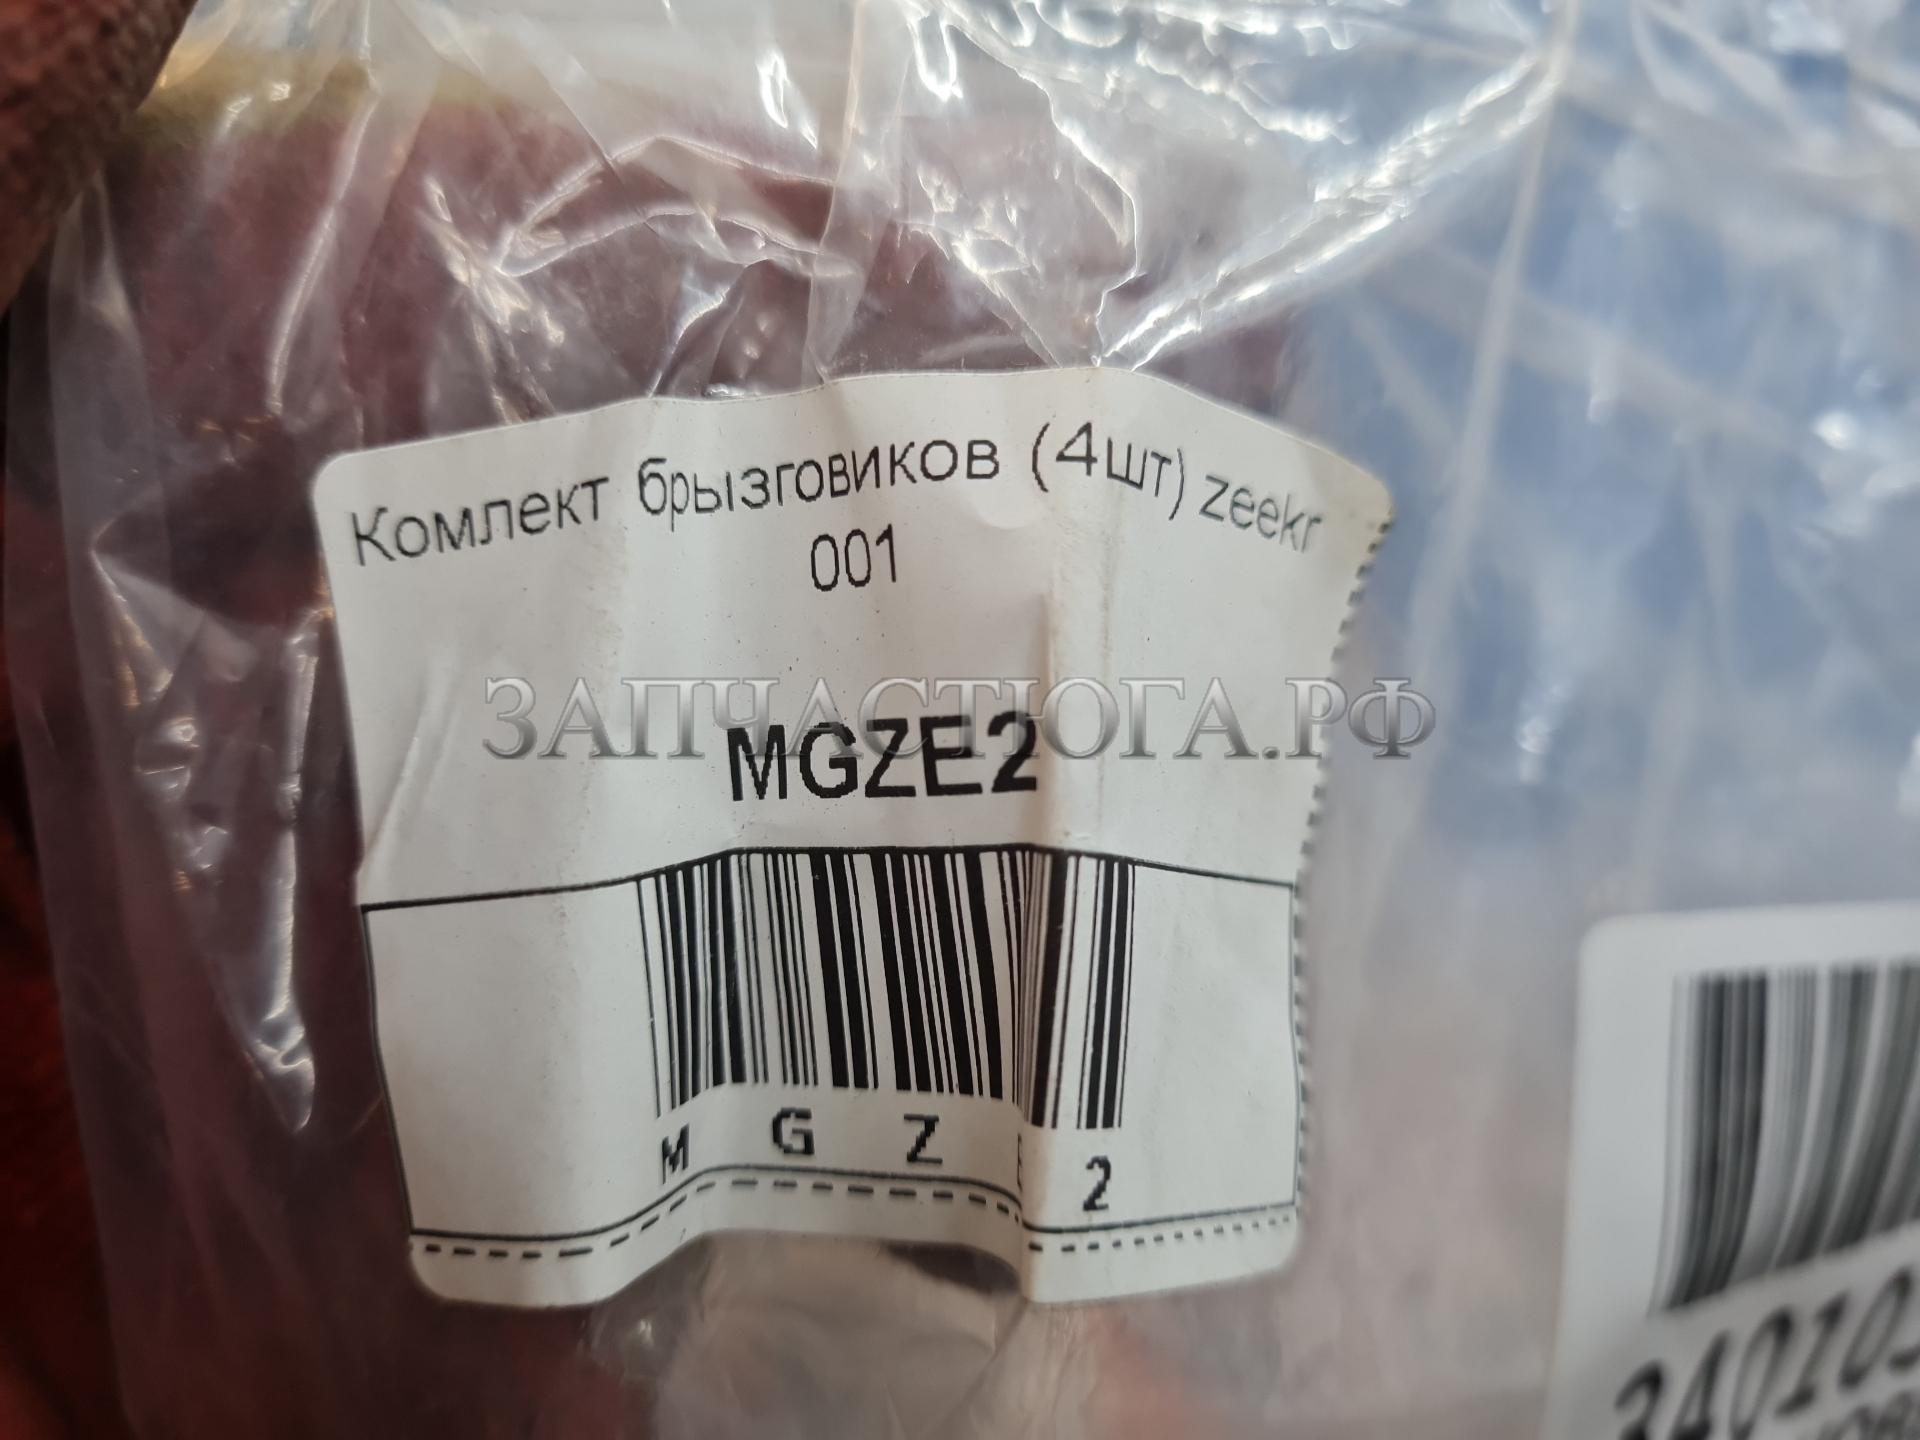 Комлект брызговиков (4шт) zeekr
001
ЗАПЧАСТЮГА.РФ
MGZE2
M G Z E 2